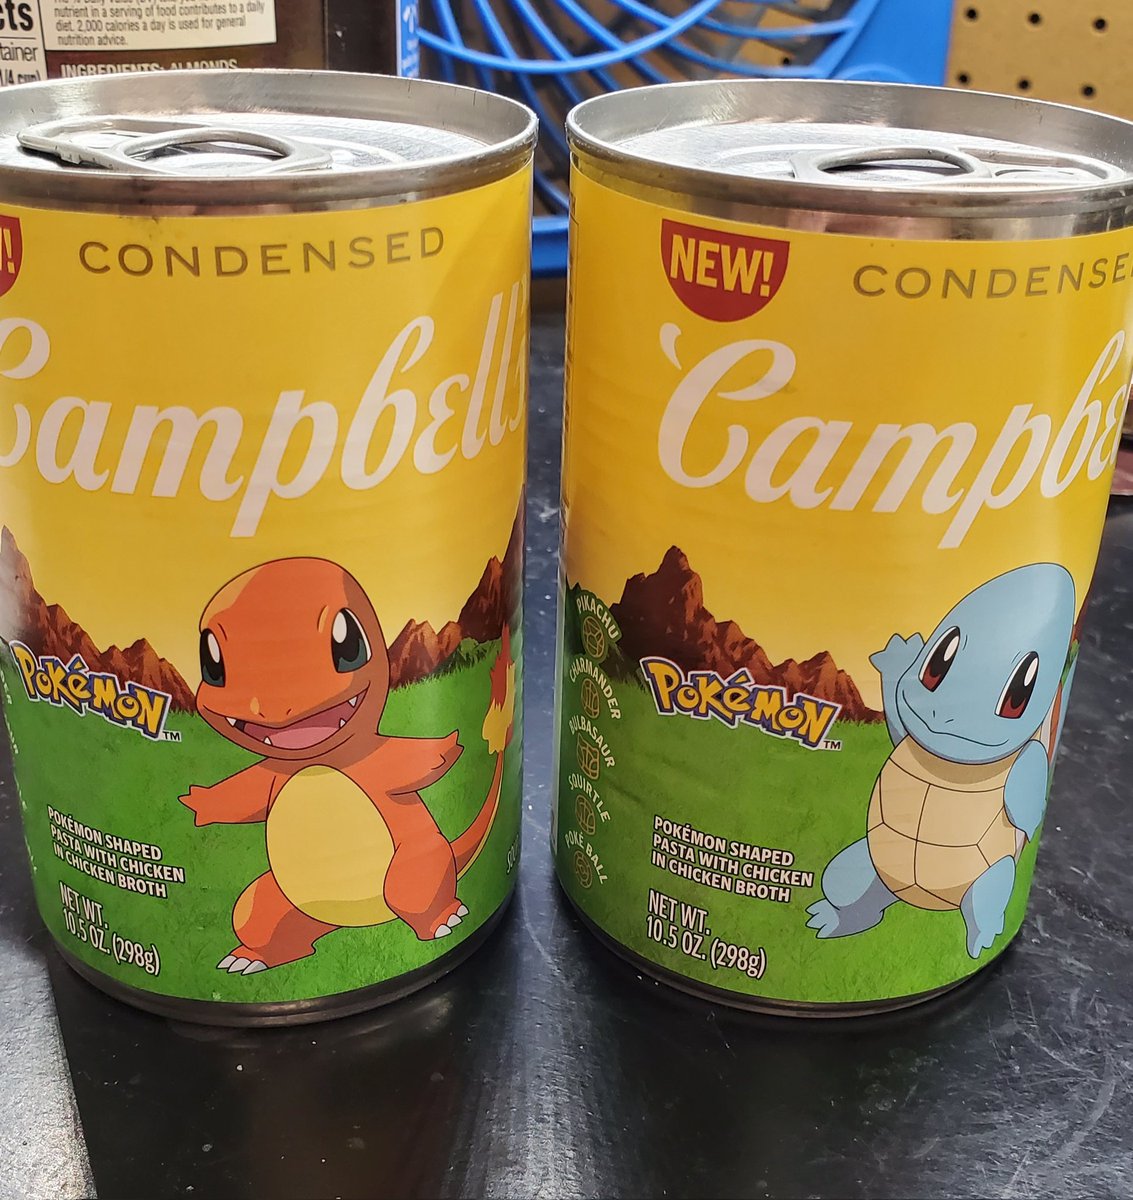 cts
nutrient in a serving of food contributes to a daily
diet. 2,000 calories a day is used for general
nutrition advice.
tainer
INGREDIENTS: ALMONDS
CONDENSED
Campbell's
Pokémon TM
POKÉMON SHAPED
PASTA WITH CHICKEN
IN CHICKEN BROTH
NET WT.
10.5 OZ. (298g)
NEW!
CONDENSE
Campbe
PIKACHU
CHARMANDER
BULBASAUR
SQUIRTLE
POKÉ BALL
Pokémon TM
POKÉMON SHAPED
PASTA WITH CHICKEN
IN CHICKEN BROTH
NET WT.
10.5 OZ. (298g)